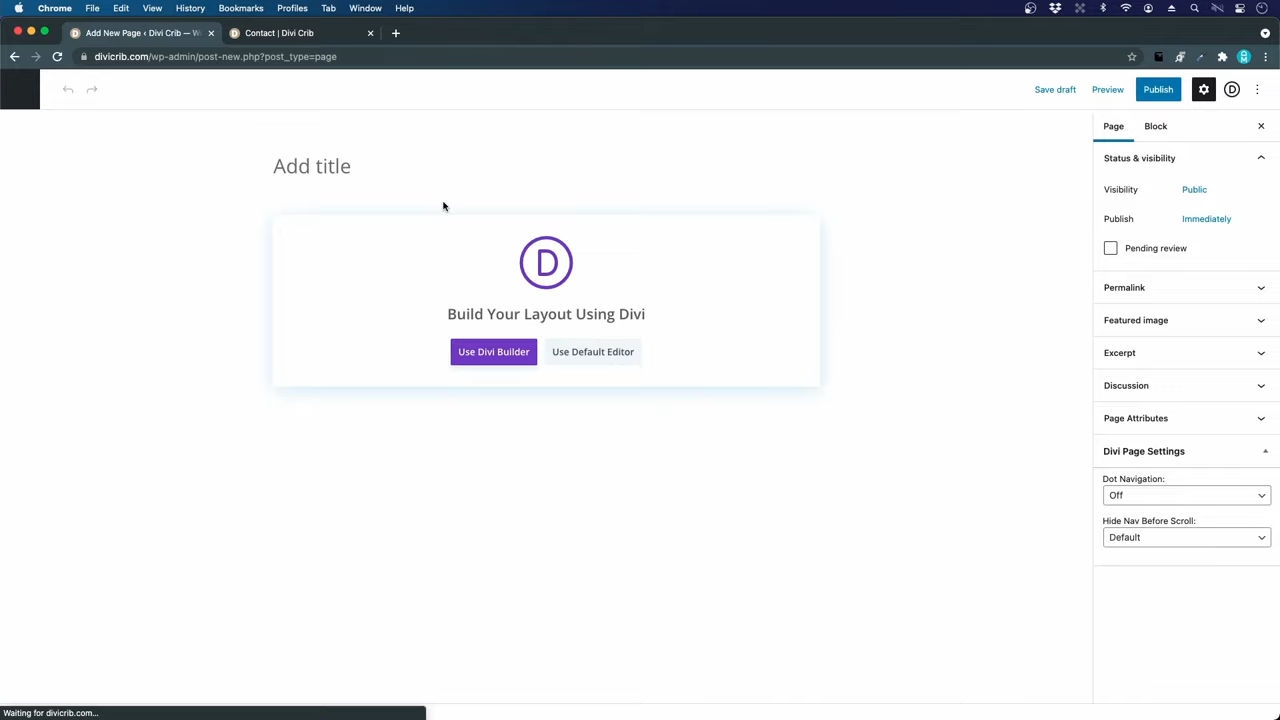 Chrome File Edit View History Bookmarks Profiles Tab Window Help
Add New Page ‹ Divi Crib — W
Contact | Divi Crib
divicrib.com/wp-admin/post-new.php?post_type=page
Save draft Preview Publish
Page Block
Add title
Status & visibility
Visibility Public
Publish Immediately
Pending review
D
Build Your Layout Using Divi
Use Divi Builder Use Default Editor
Permalink
Featured image
Excerpt
Discussion
Page Attributes
Divi Page Settings
Dot Navigation:
Off
Hide Nav Before Scroll:
Default
Waiting for divicrib.com...